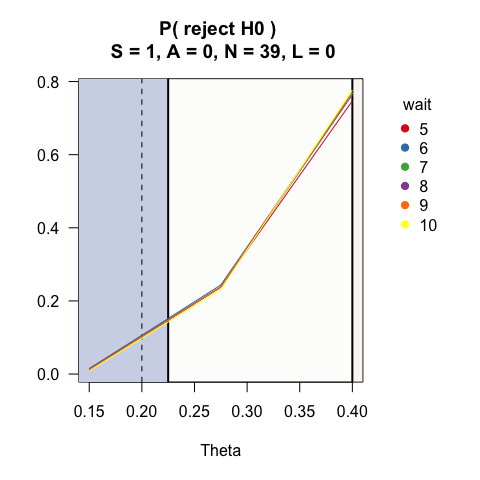 P( reject H0 )
S = 1, A = 0, N = 39, L = 0
0.8
0.6
0.4
0.2
0.0
0.15 0.20 0.25 0.30 0.35 0.40
Theta
wait
5
6
7
8
9
10